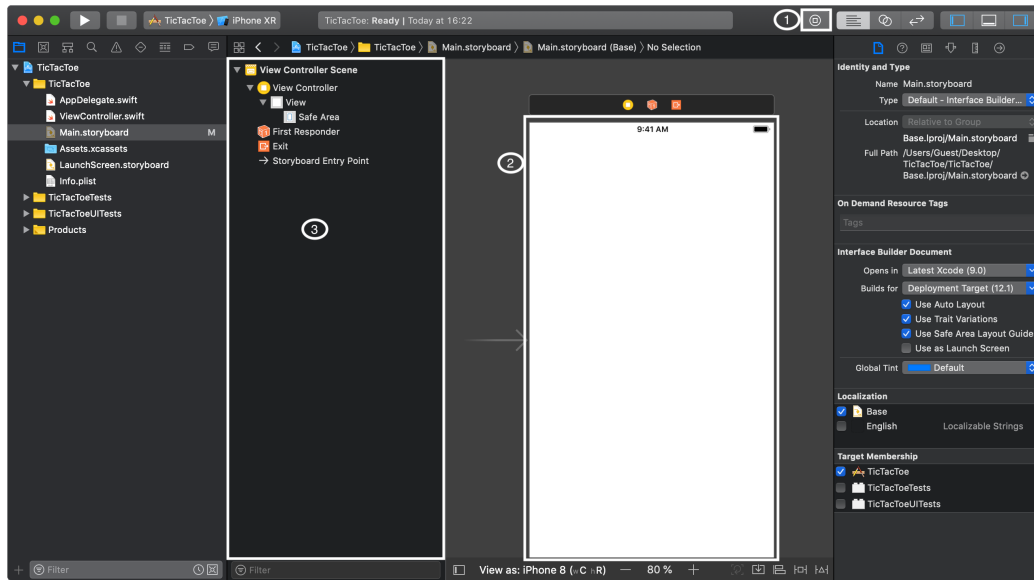 TicTacToe
iPhone XR
TicTacToe: Ready | Today at 16:22
1
TicTacToe
TicTacToe
Main.storyboard
Main.storyboard (Base)
No Selection
TicTacToe
TicTacToe
AppDelegate.swift
ViewController.swift
Main.storyboard M
Assets.xcassets
LaunchScreen.storyboard
Info.plist
TicTacToeTests
TicTacToeUITests
Products
Filter
View Controller Scene
View Controller
View
Safe Area
First Responder
Exit
Storyboard Entry Point
3
Filter
9:41 AM
2
View as: iPhone 8 (wC hR)
80 %
Identity and Type
Name Main.storyboard
Type Default - Interface Builder...
Location Relative to Group
Base.lproj/Main.storyboard
Full Path /Users/Guest/Desktop/
TicTacToe/TicTacToe/
Base.lproj/Main.storyboard
On Demand Resource Tags
Tags
Interface Builder Document
Opens in Latest Xcode (9.0)
Builds for Deployment Target (12.1)
Use Auto Layout
Use Trait Variations
Use Safe Area Layout Guide
Use as Launch Screen
Global Tint Default
Localization
Base
English Localizable Strings
Target Membership
TicTacToe
TicTacToeTests
TicTacToeUITests